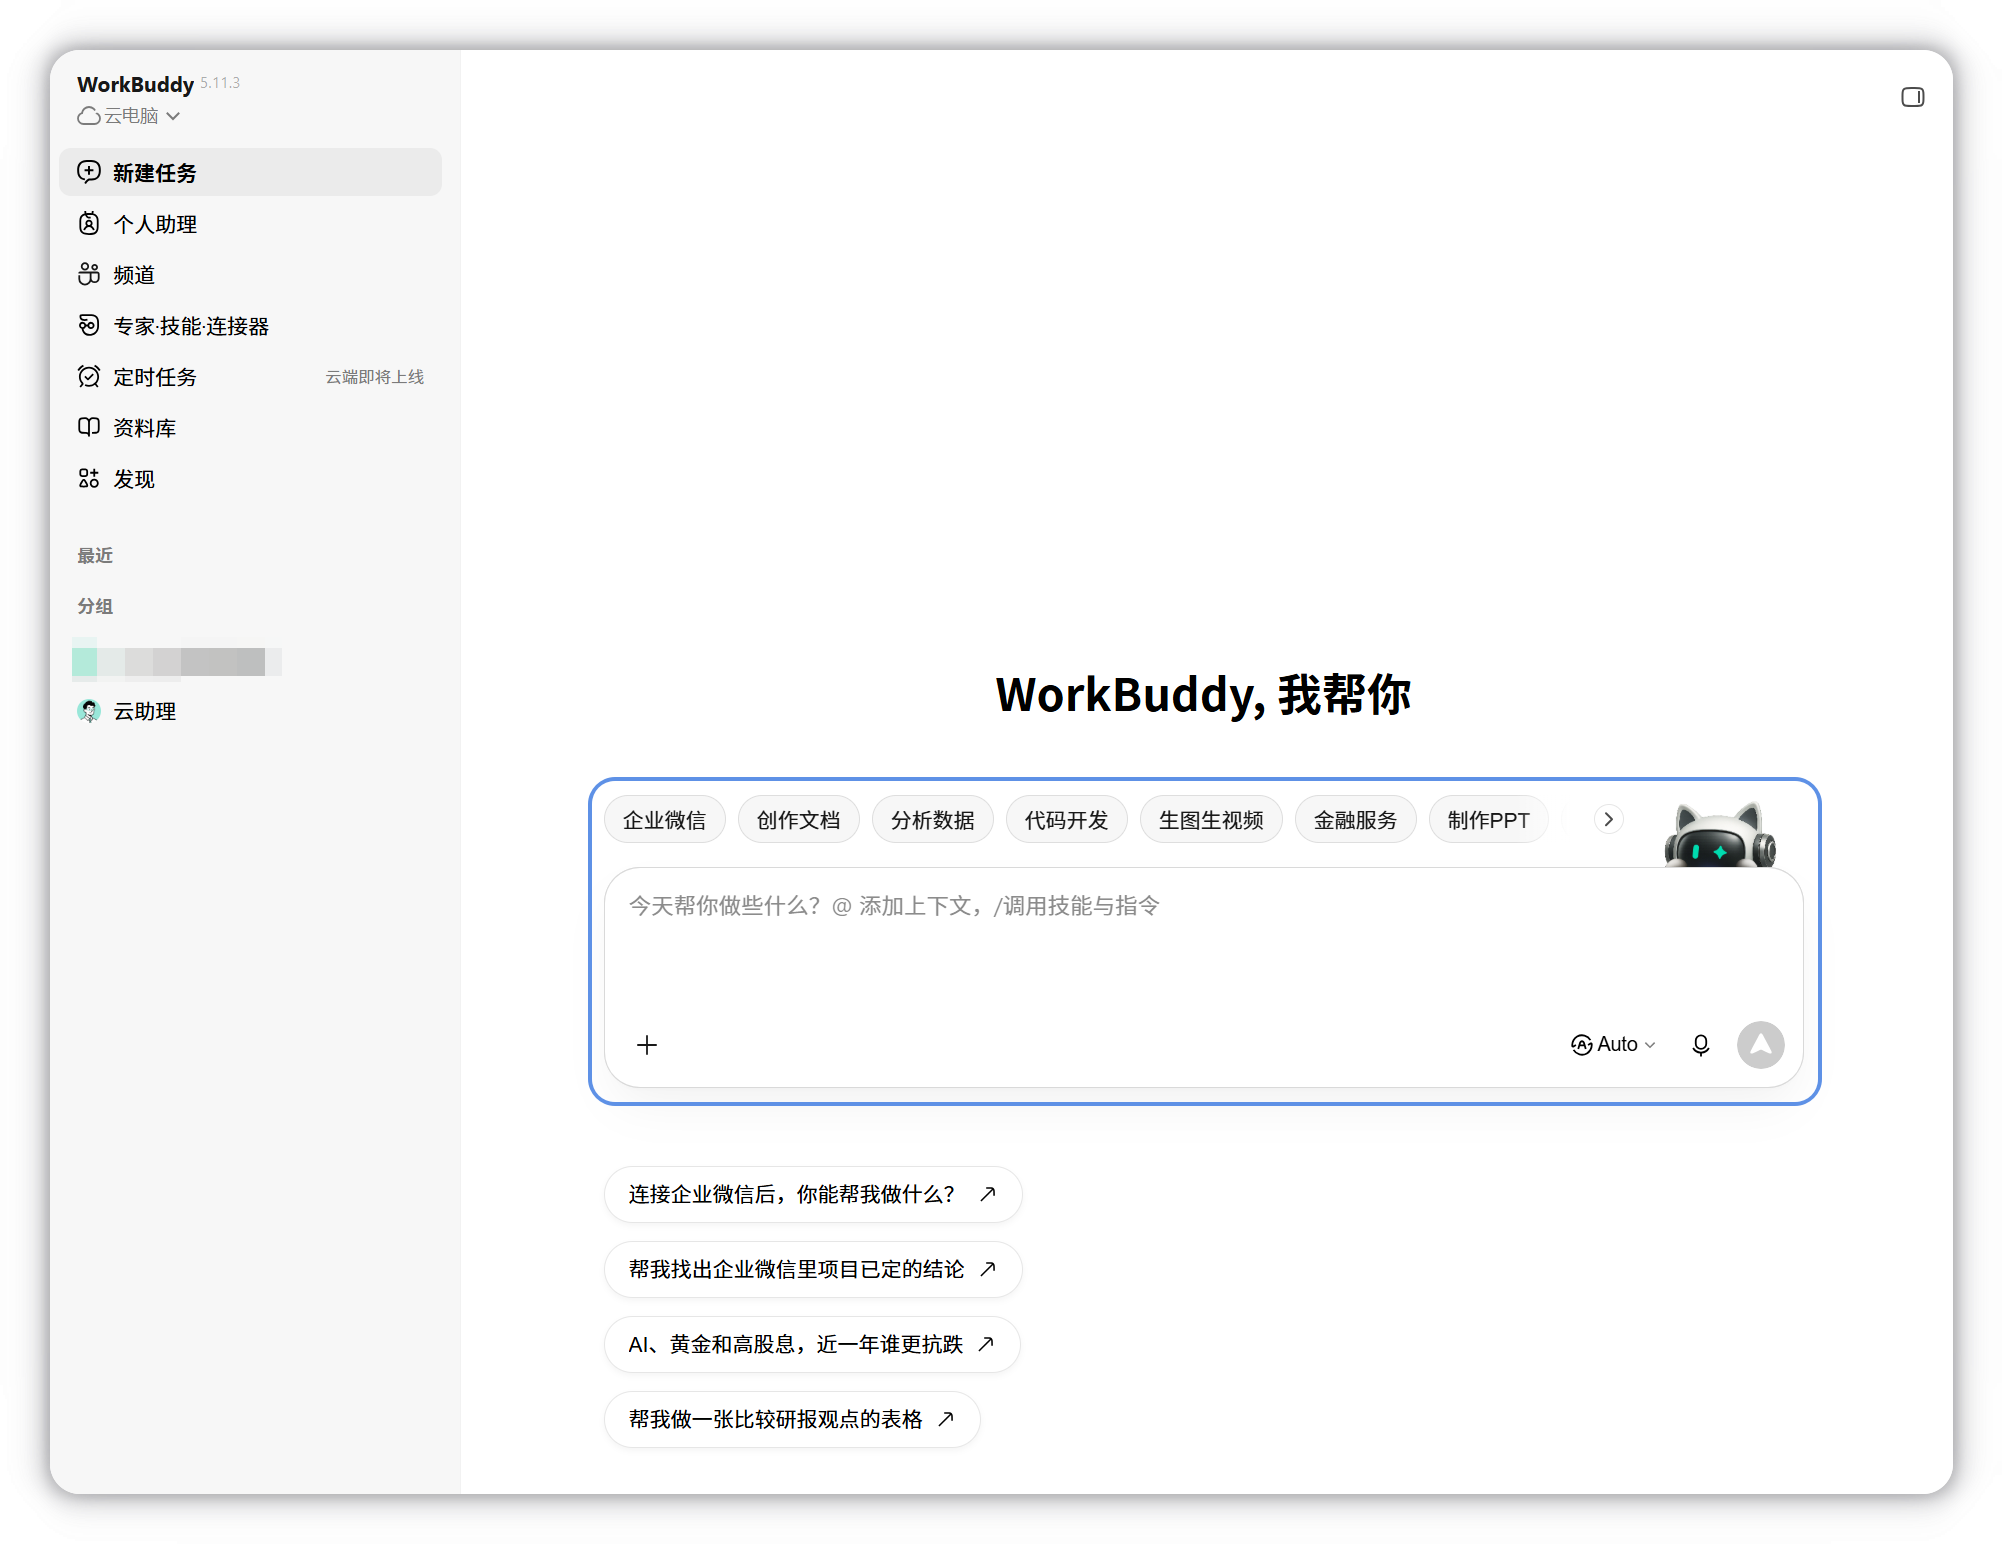 WorkBuddy 5.11.3
云电脑
新建任务
个人助理
频道
专家·技能·连接器
定时任务 云端即将上线
资料库
发现
最近
分组
云助理
WorkBuddy, 我帮你
企业微信 创作文档 分析数据 代码开发 生图生视频 金融服务 制作PPT
今天帮你做些什么？@ 添加上下文，/调用技能与指令
Auto
连接企业微信后，你能帮我做什么？
帮我找出企业微信里项目已定的结论
AI、黄金和高股息，近一年谁更抗跌
帮我做一张比较研报观点的表格